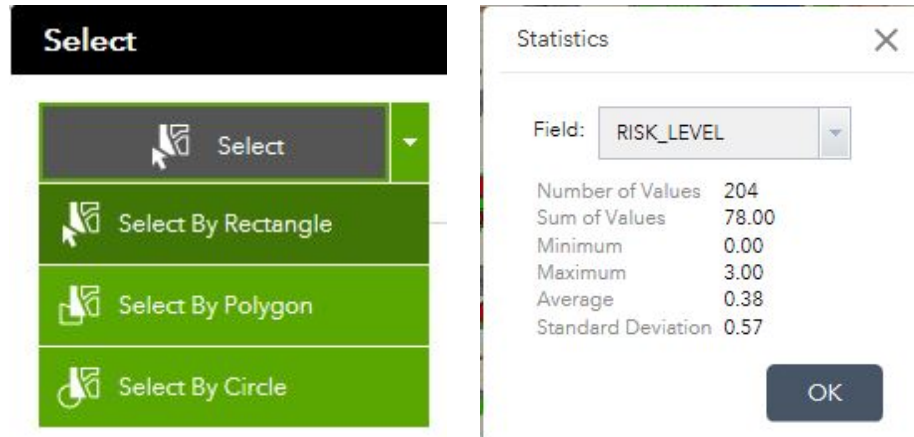 Select
Select
Select By Rectangle
Select By Polygon
Select By Circle
Statistics
Field: RISK_LEVEL
Number of Values 204
Sum of Values 78.00
Minimum 0.00
Maximum 3.00
Average 0.38
Standard Deviation 0.57
OK